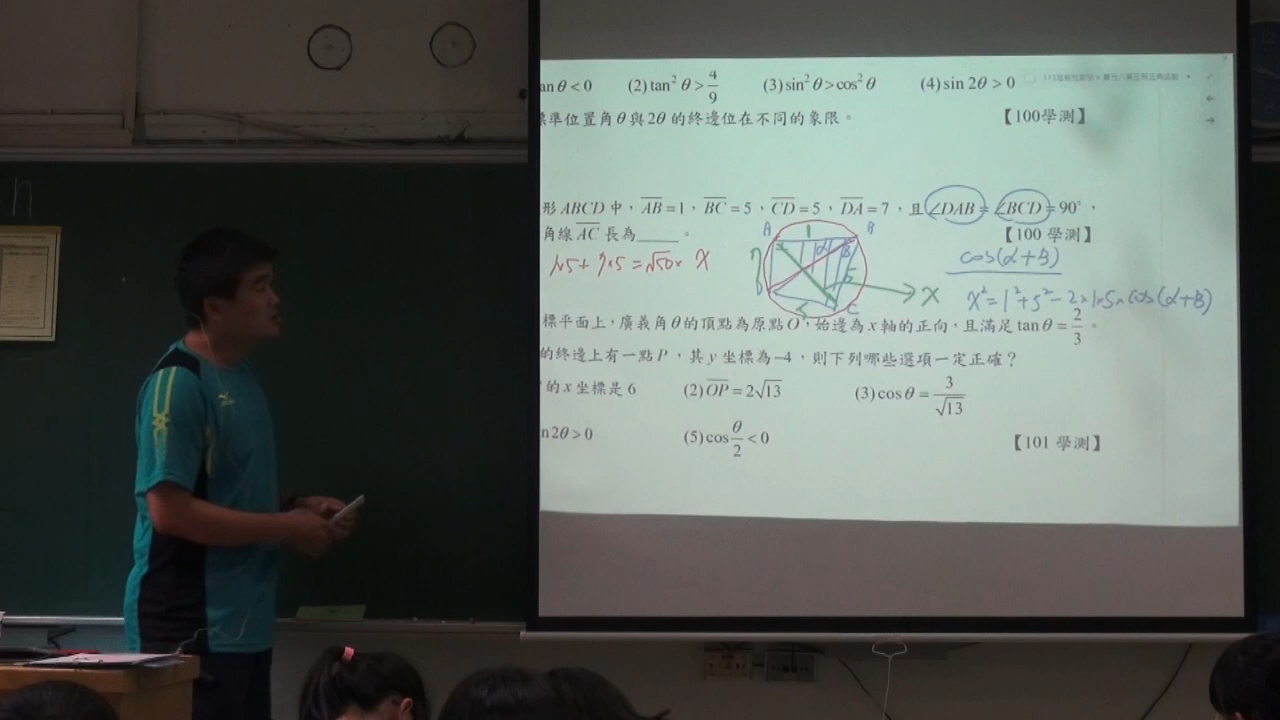 an θ < 0 (2) tan² θ > 4/9 (3) sin² θ > cos² θ (4) sin 2θ > 0
標準位置角 θ 與 2θ 的終邊位在不同的象限。 【100學測】
n
形 ABCD 中，AB = 1，BC = 5，CD = 5，DA = 7，且 ∠DAB = ∠BCD = 90°，
角線 AC 長為____。 【100 學測】
A 1 B
cos(α+β)
1×5 + 7×5 = √50 × x
7 α β 5 x
D 5 C
x² = 1² + 5² - 2×1×5×cos(α+β)
標平面上，廣義角 θ 的頂點為原點 O，始邊為 x 軸的正向，且滿足 tan θ = 2/3。
的終邊上有一點 P，其 y 坐標為 -4，則下列哪些選項一定正確？
的 x 坐標是 6 (2) OP = 2√13 (3) cos θ = 3/√13
n 2θ > 0 (5) cos θ/2 < 0 【101 學測】